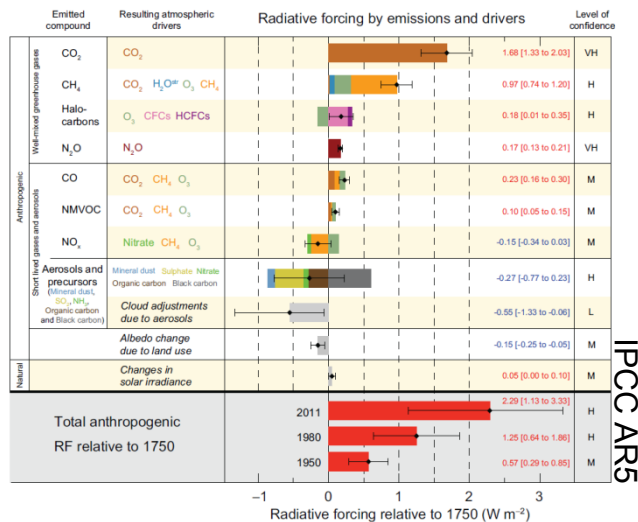 Emitted compound
Resulting atmospheric drivers
Radiative forcing by emissions and drivers
Level of confidence
Anthropogenic
Well-mixed greenhouse gases
CO₂
CO₂
1.68 [1.33 to 2.03]
VH
CH₄
CO₂ H₂Oˢᵗʳ O₃ CH₄
0.97 [0.74 to 1.20]
H
Halo-carbons
O₃ CFCs HCFCs
0.18 [0.01 to 0.35]
H
N₂O
N₂O
0.17 [0.13 to 0.21]
VH
Short lived gases and aerosols
CO
CO₂ CH₄ O₃
0.23 [0.16 to 0.30]
M
NMVOC
CO₂ CH₄ O₃
0.10 [0.05 to 0.15]
M
NOₓ
Nitrate CH₄ O₃
-0.15 [-0.34 to 0.03]
M
Aerosols and precursors
(Mineral dust,
SO₂, NH₃,
Organic carbon
and Black carbon)
Mineral dust Sulphate Nitrate
Organic carbon Black carbon
-0.27 [-0.77 to 0.23]
H
Cloud adjustments
due to aerosols
-0.55 [-1.33 to -0.06]
L
Albedo change
due to land use
-0.15 [-0.25 to -0.05]
M
Natural
Changes in
solar irradiance
0.05 [0.00 to 0.10]
M
Total anthropogenic
RF relative to 1750
2011
2.29 [1.13 to 3.33]
H
1980
1.25 [0.64 to 1.86]
H
1950
0.57 [0.29 to 0.85]
M
−1 0 1 2 3
Radiative forcing relative to 1750 (W m⁻²)
IPCC AR5